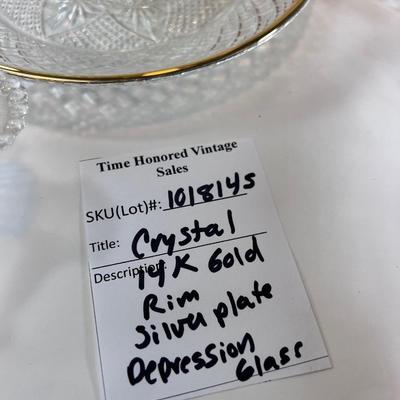 Time Honored Vintage
Sales
SKU(Lot)#: 1018145
Title: Crystal
Description: 14K Gold
Rim
Silver plate
Depression
Glass